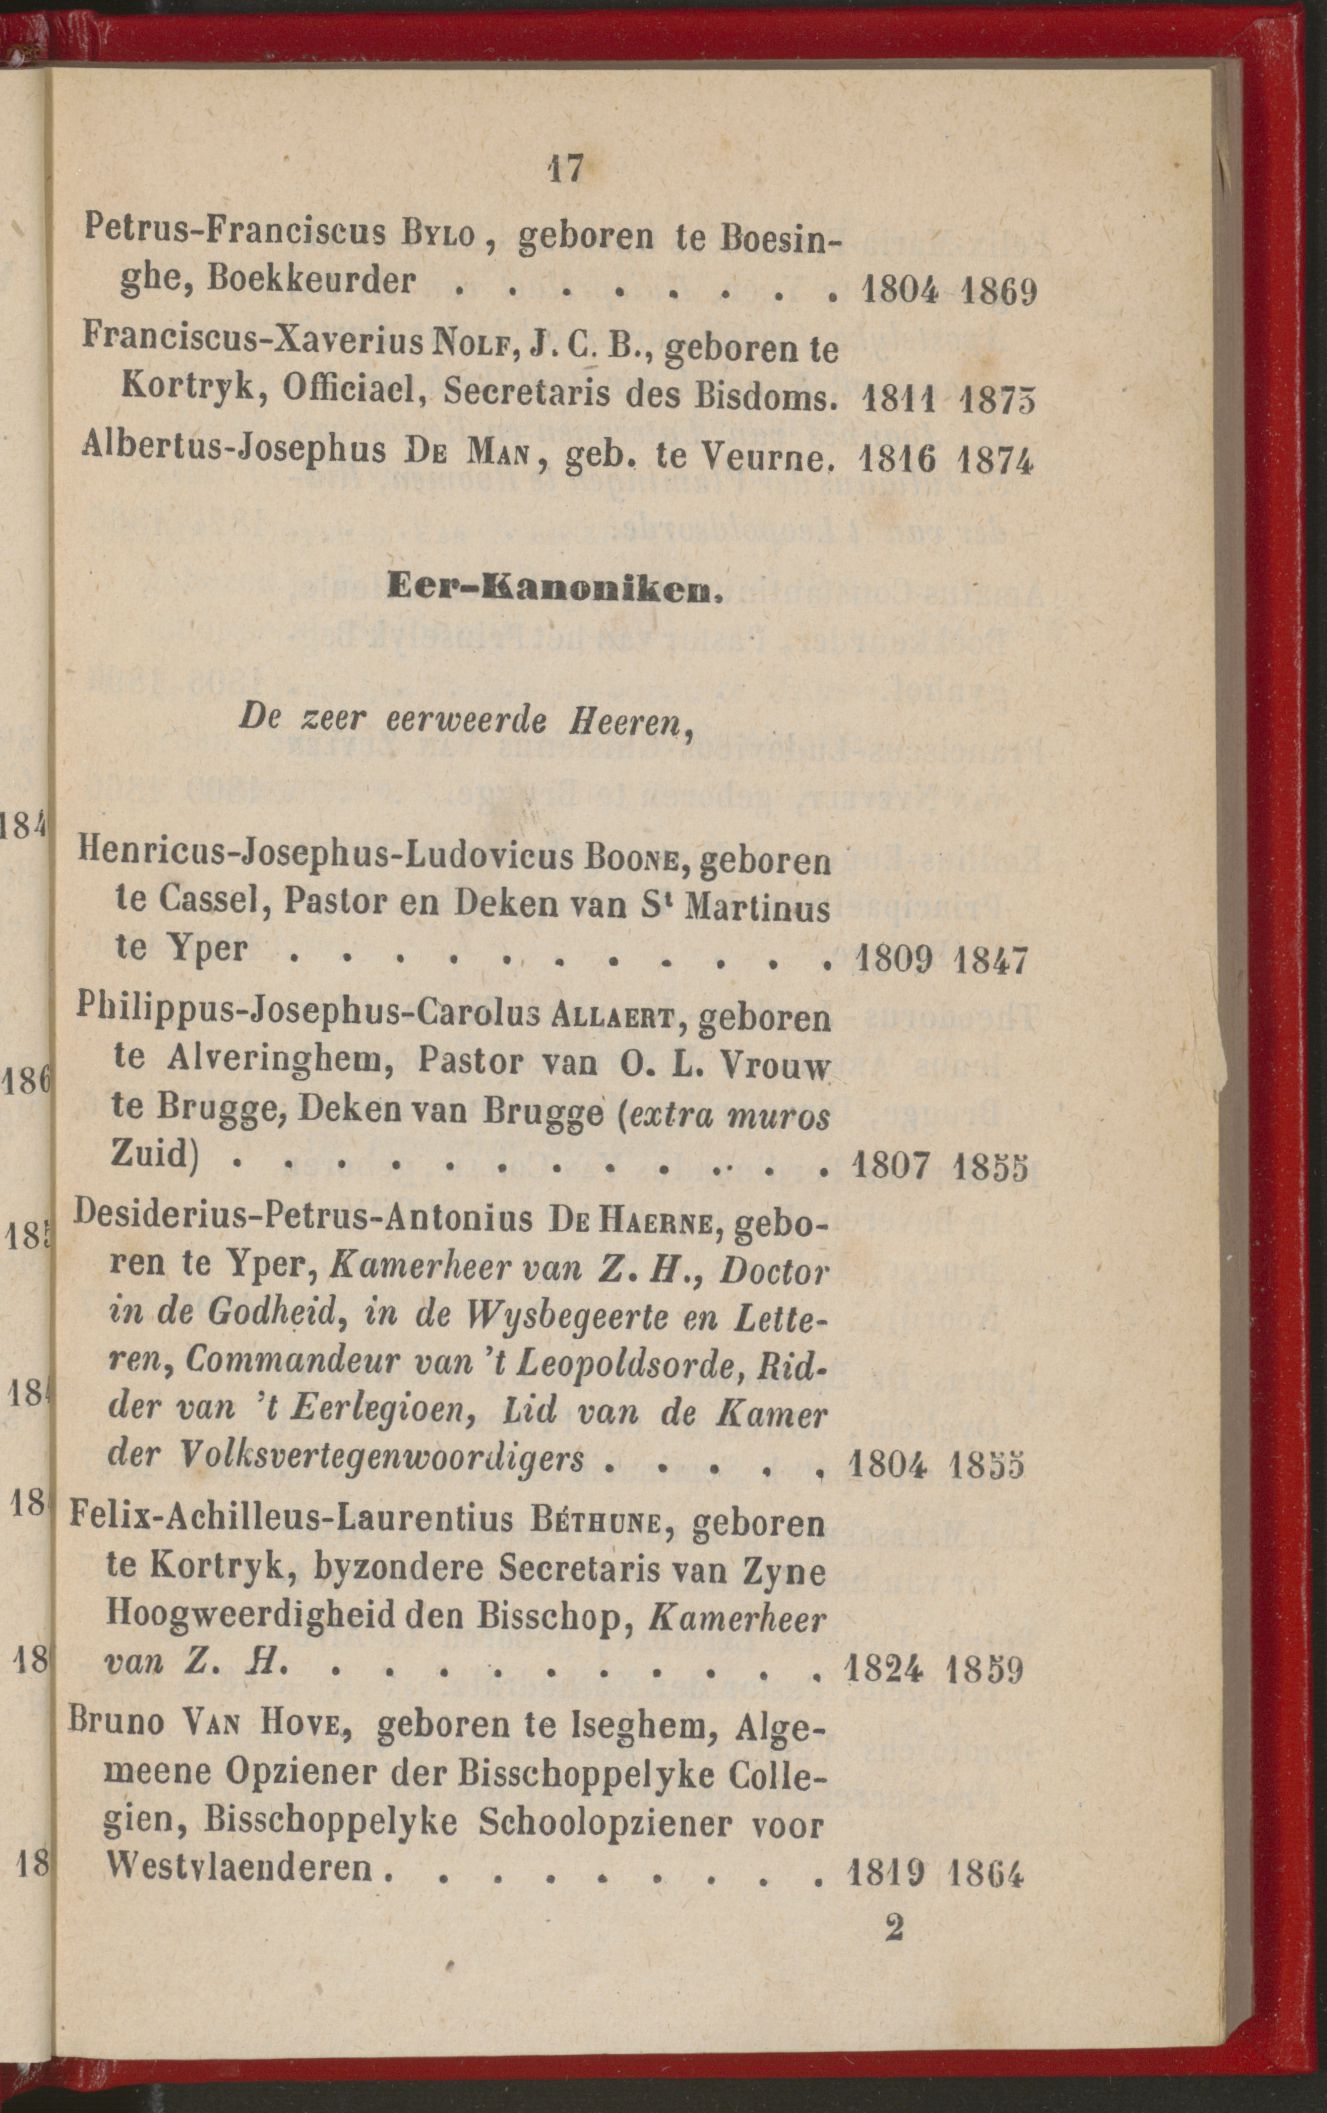 17
Petrus-Franciscus Bylo, geboren te Boesin-
ghe, Boekkeurder . . . . . . . . 1804 1869
Franciscus-Xaverius Nolf, J. C. B., geboren te
Kortryk, Officiael, Secretaris des Bisdoms. 1811 1873
Albertus-Josephus De Man, geb. te Veurne. 1816 1874
Eer-Kanoniken.
De zeer eerweerde Heeren,
Henricus-Josephus-Ludovicus Boone, geboren
te Cassel, Pastor en Deken van St Martinus
te Yper . . . . . . . . . . . 1809 1847
Philippus-Josephus-Carolus Allaert, geboren
te Alveringhem, Pastor van O. L. Vrouw
te Brugge, Deken van Brugge (extra muros
Zuid) . . . . . . . . . . . . 1807 1855
Desiderius-Petrus-Antonius De Haerne, gebo-
ren te Yper, Kamerheer van Z. H., Doctor
in de Godheid, in de Wysbegeerte en Lette-
ren, Commandeur van 't Leopoldsorde, Rid-
der van 't Eerlegioen, Lid van de Kamer
der Volksvertegenwoordigers . . . . . 1804 1855
Felix-Achilleus-Laurentius Béthune, geboren
te Kortryk, byzondere Secretaris van Zyne
Hoogweerdigheid den Bisschop, Kamerheer
van Z. H. . . . . . . . . . . . 1824 1859
Bruno Van Hove, geboren te Iseghem, Alge-
meene Opziener der Bisschoppelyke Colle-
gien, Bisschoppelyke Schoolopziener voor
Westvlaenderen . . . . . . . . . 1819 1864
2